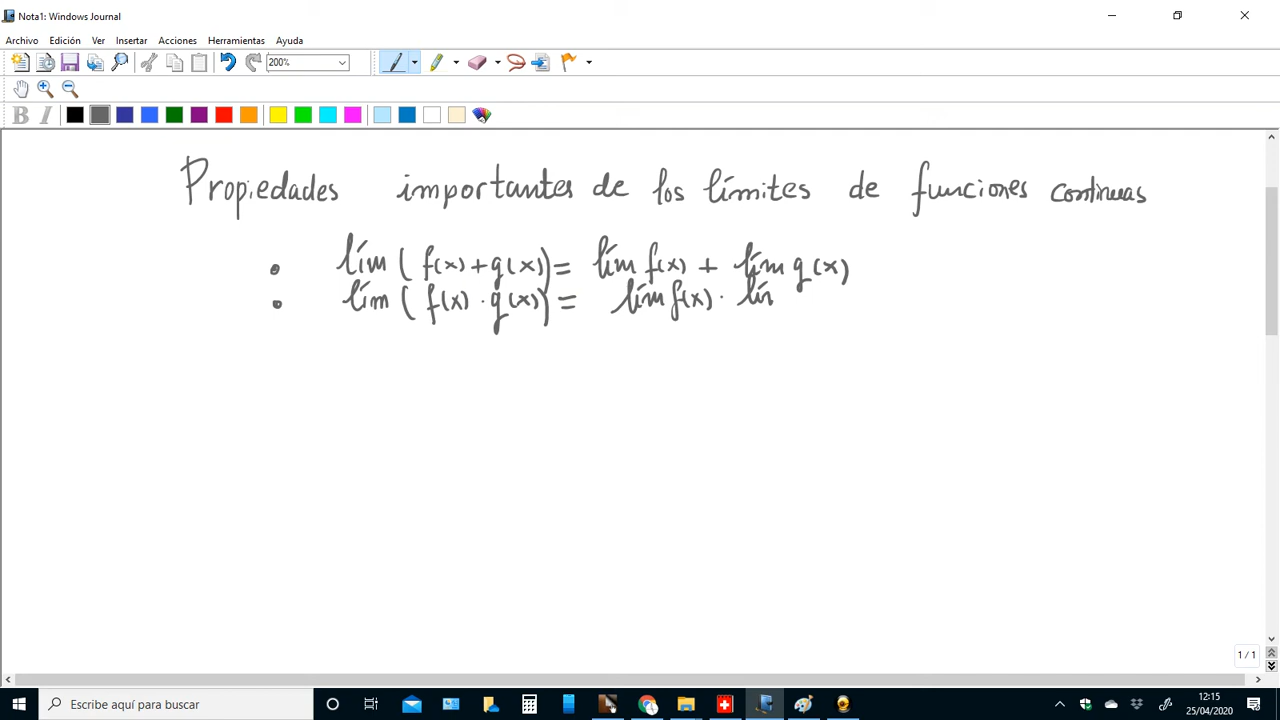 Nota1: Windows Journal
Archivo Edición Ver Insertar Acciones Herramientas Ayuda
200%
B I
Propiedades importantes de los límites de funciones continuas
• lím ( f(x) + g(x)) = lím f(x) + lím g(x)
• lím ( f(x) · g(x)) = lím f(x) · lím
1 / 1
Escribe aquí para buscar
12:15
25/04/2020